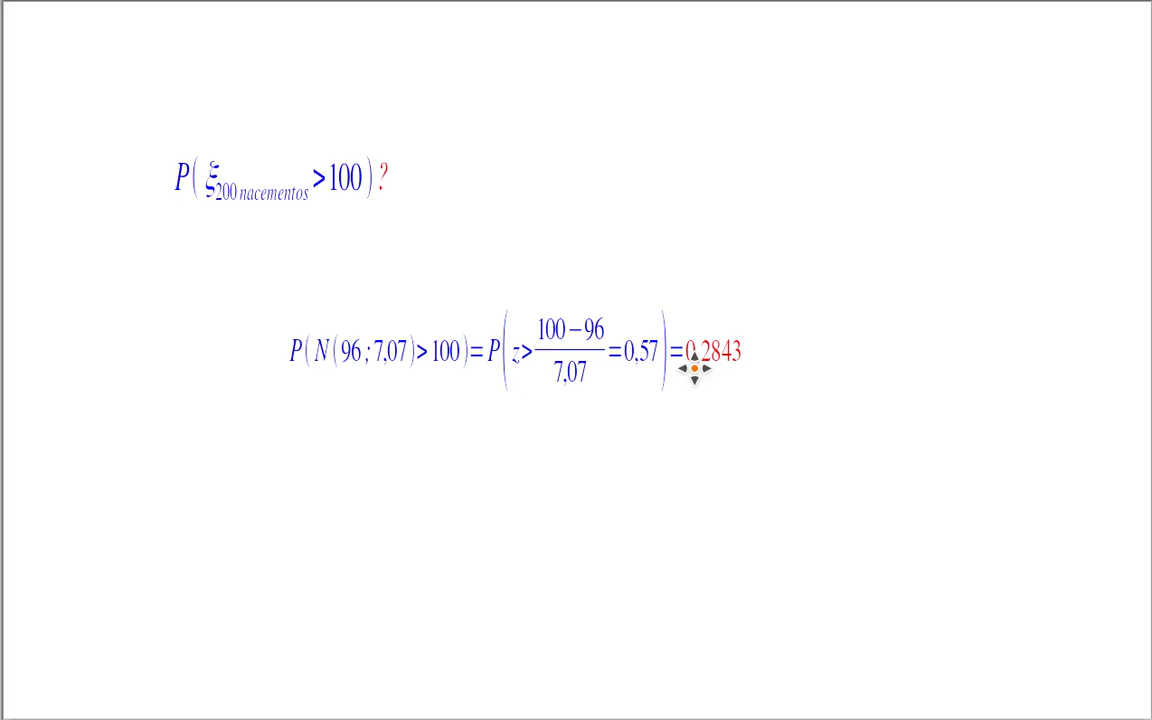 P( ξ200 nacementos > 100 ) ?
P( N( 96 ; 7,07 ) > 100 ) = P( z > (100 − 96)/7,07 = 0,57 ) = 0,2843